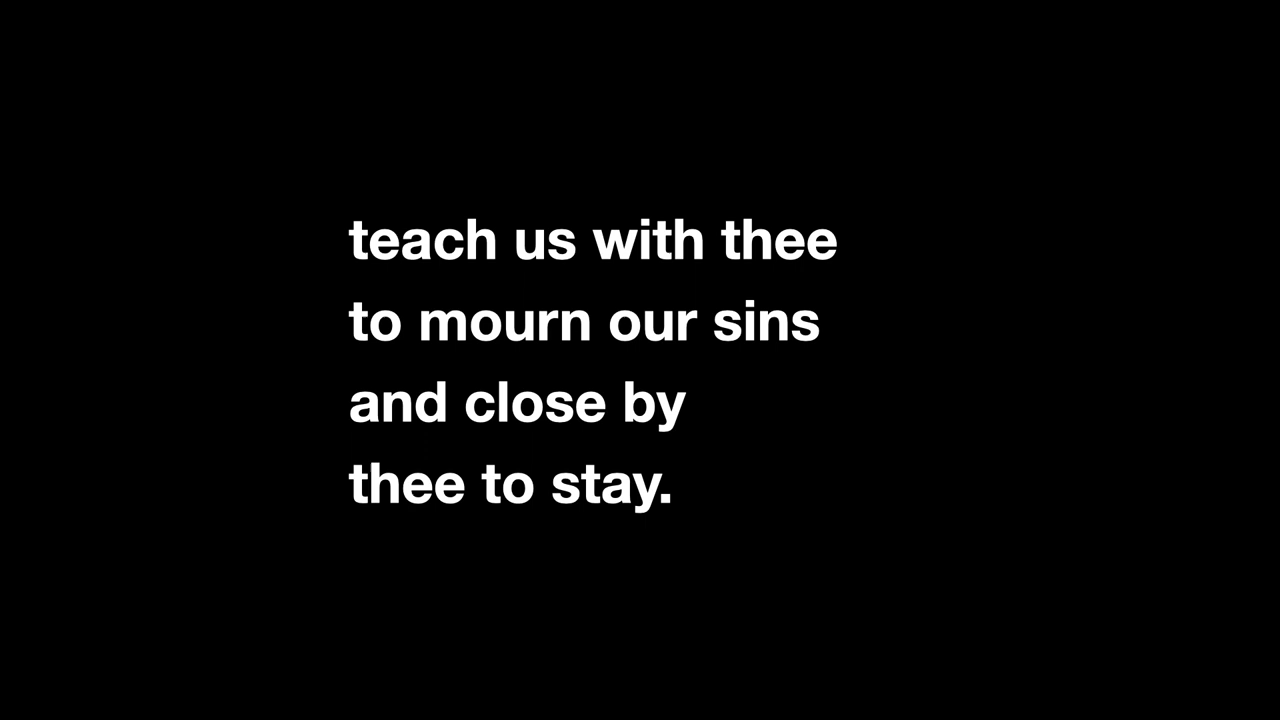 teach us with thee
to mourn our sins
and close by
thee to stay.